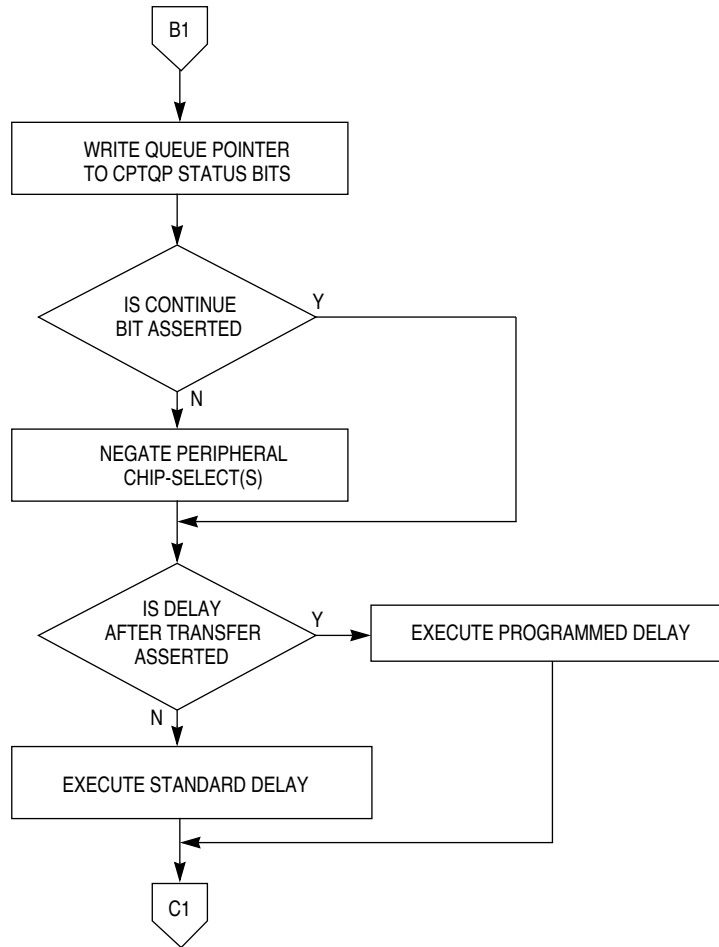 B1
WRITE QUEUE POINTER
TO CPTQP STATUS BITS
IS CONTINUE
BIT ASSERTED
Y
N
NEGATE PERIPHERAL
CHIP-SELECT(S)
IS DELAY
AFTER TRANSFER
ASSERTED
Y
EXECUTE PROGRAMMED DELAY
N
EXECUTE STANDARD DELAY
C1